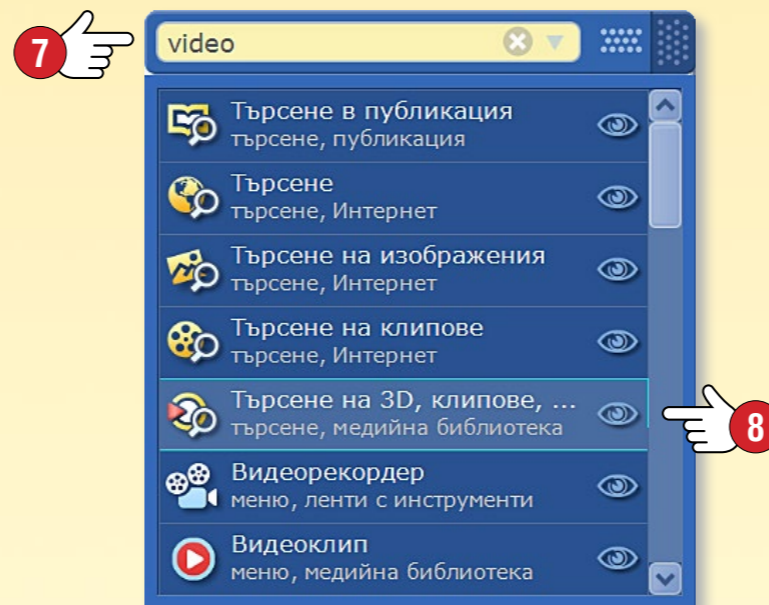 7
video
Търсене в публикация
търсене, публикация
Търсене
търсене, Интернет
Търсене на изображения
търсене, Интернет
Търсене на клипове
търсене, Интернет
Търсене на 3D, клипове, ...
търсене, медийна библиотека
8
Видеорекордер
меню, ленти с инструменти
Видеоклип
меню, медийна библиотека